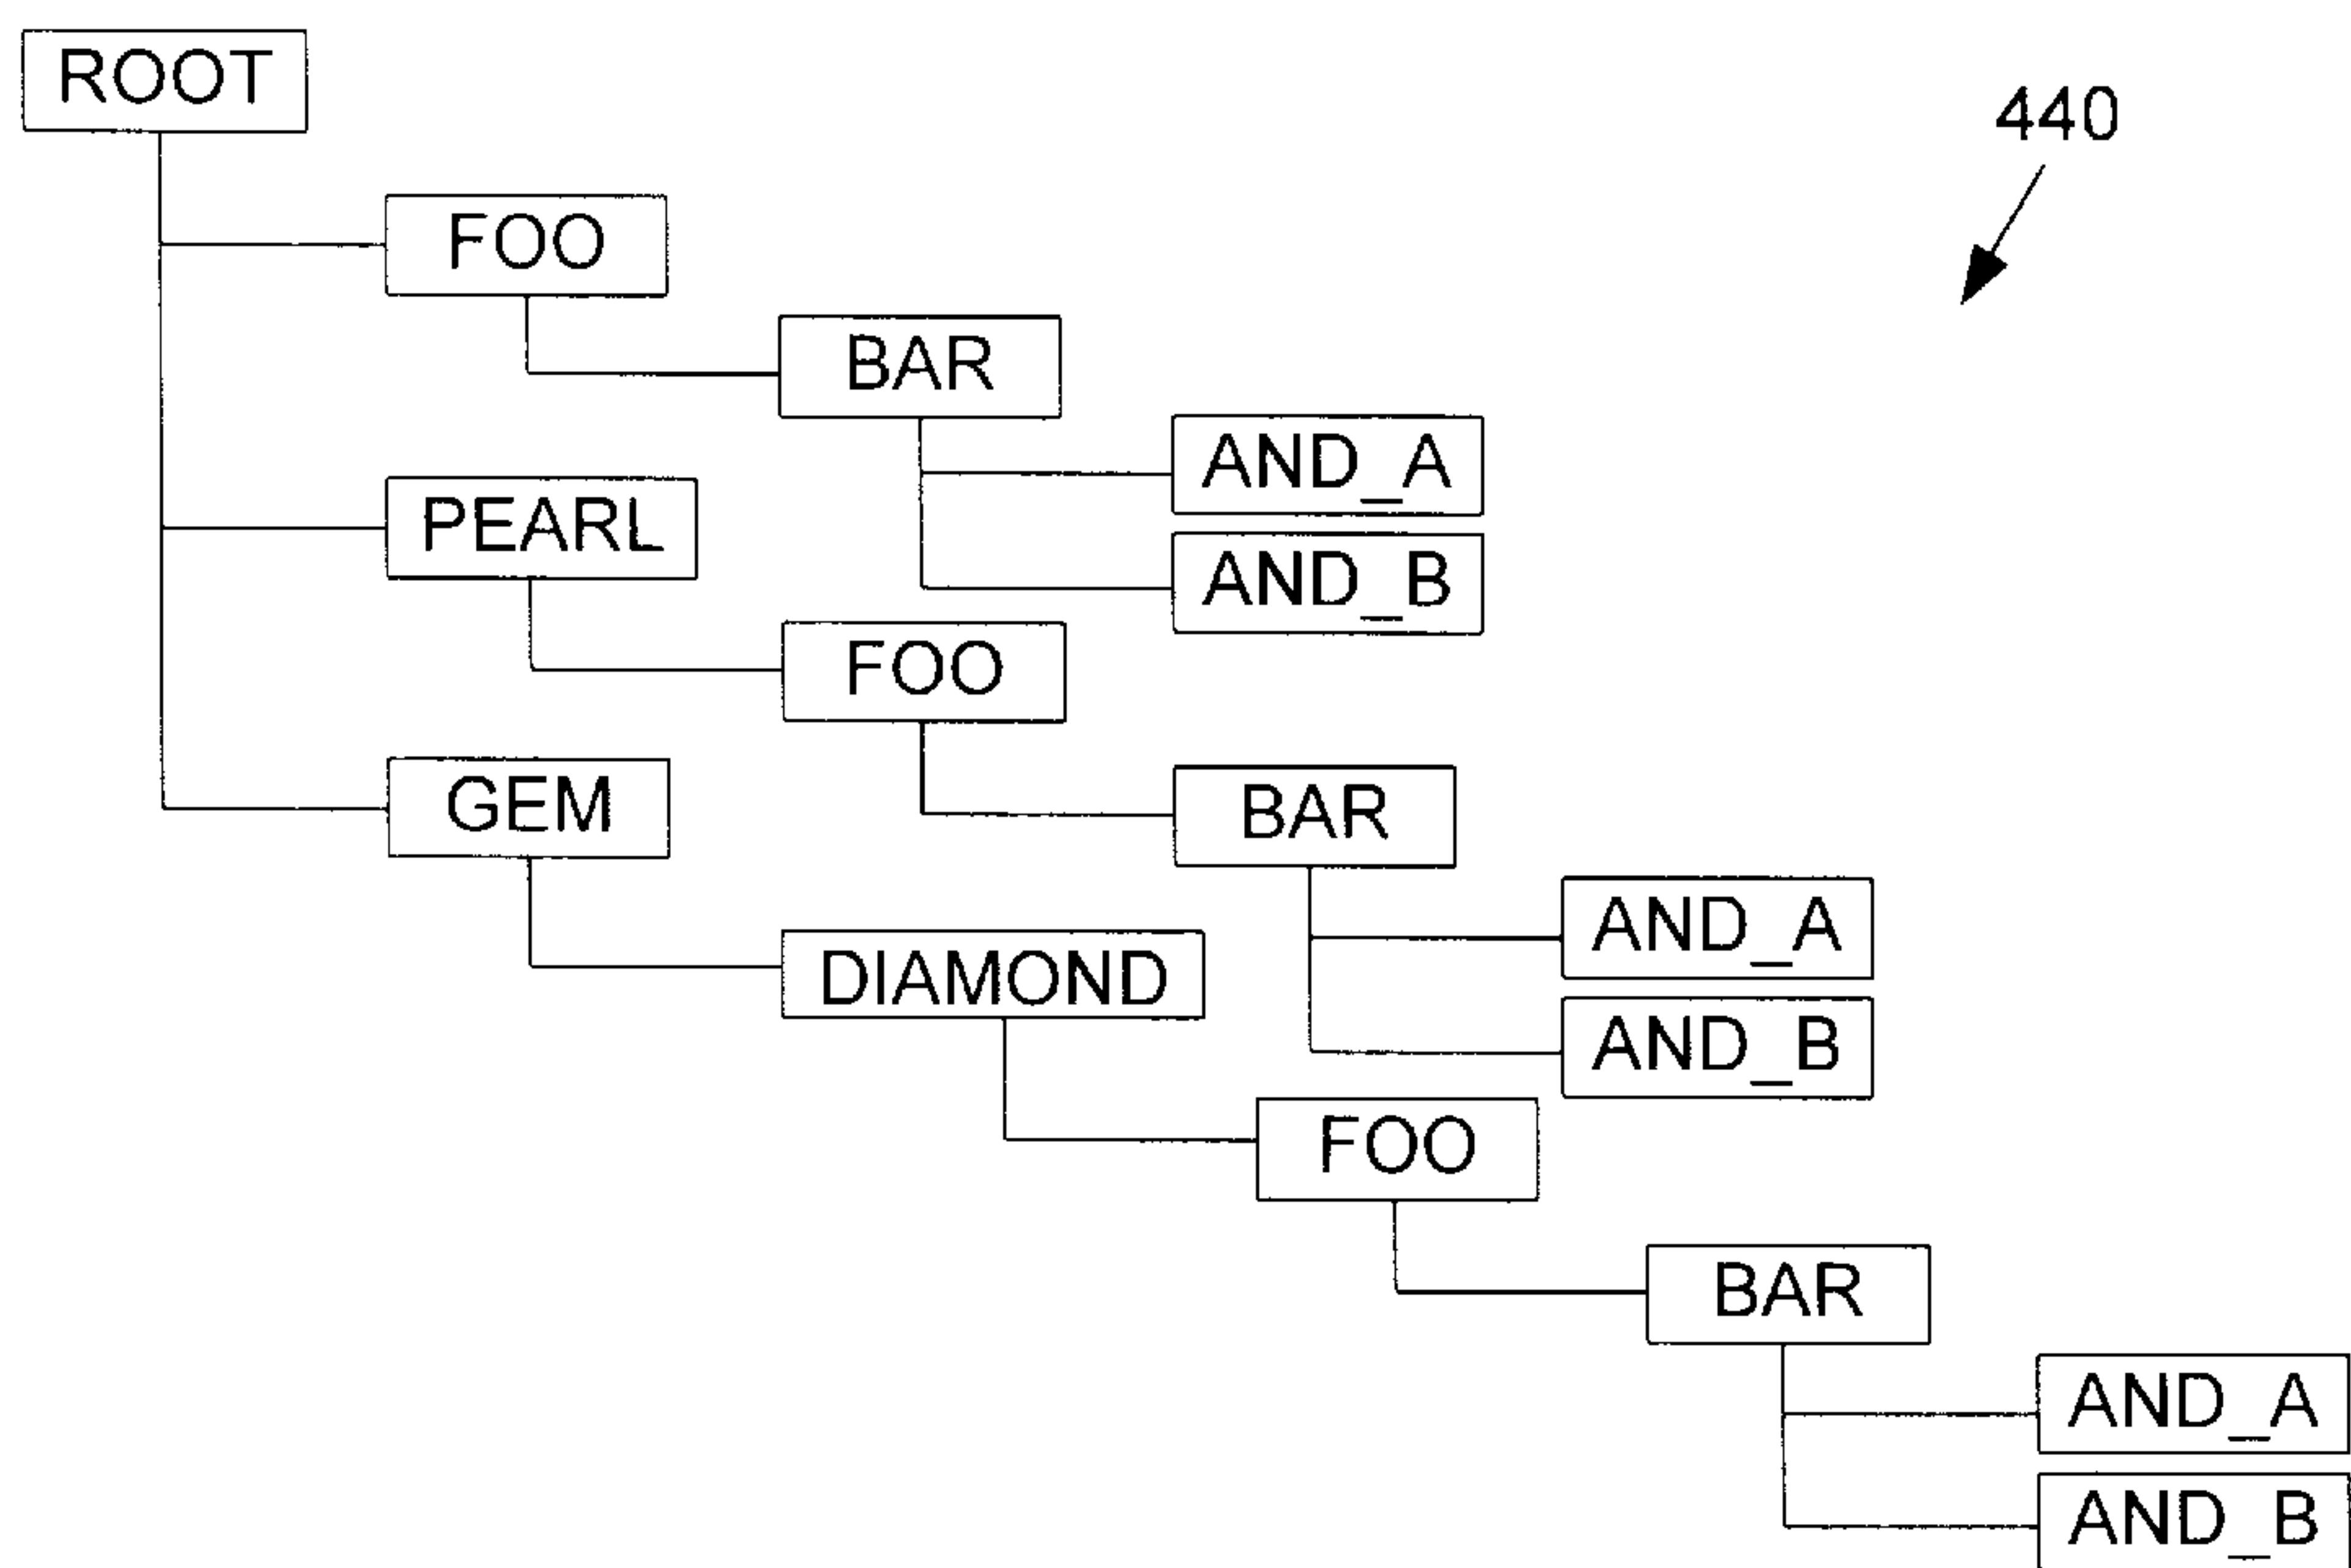 ROOT
440
FOO
BAR
AND_A
PEARL
AND_B
FOO
GEM
BAR
AND_A
DIAMOND
AND_B
FOO
BAR
AND_A
AND_B